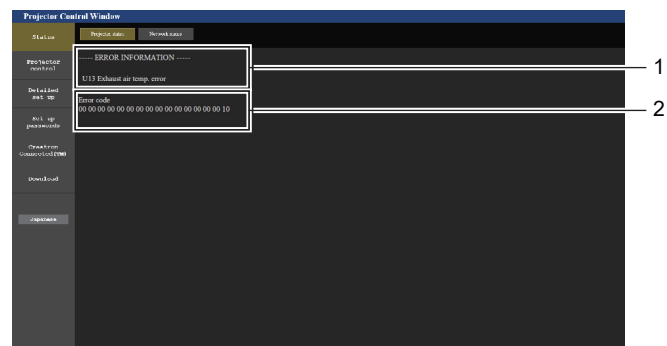 Projector Control Window
Status
Projector status
Network status
Projector
control
Detailed
set up
Set up
passwords
Crestron
Connected(TM)
Download
Japanese
----- ERROR INFORMATION -----
U13 Exhaust air temp. error
Error code
00 00 00 00 00 00 00 00 00 00 00 00 00 00 00 10
1
2